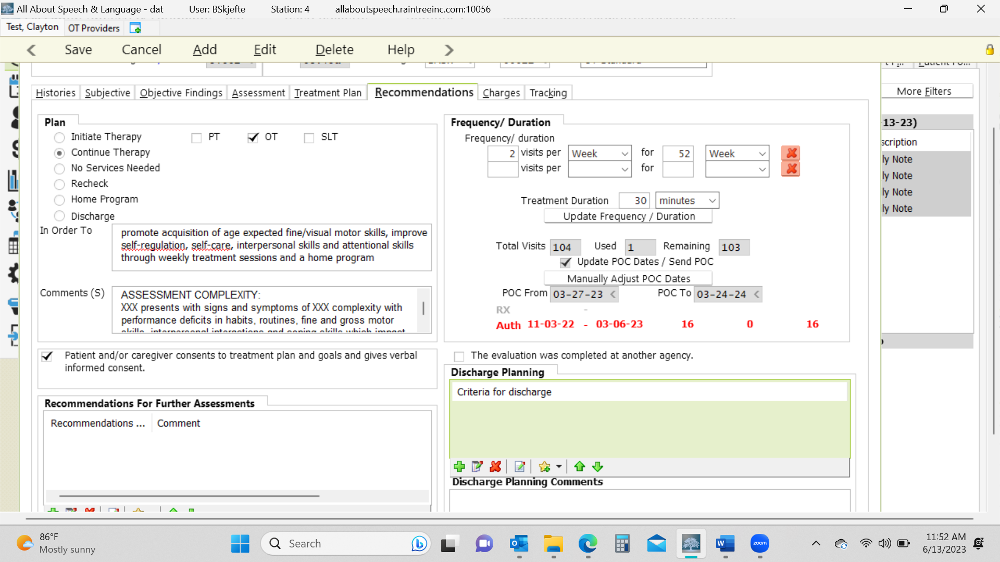 All About Speech & Language - dat User: BSkjefte Station: 4 allaboutspeech.raintreeinc.com:10056
Test, Clayton OT Providers
Save Cancel Add Edit Delete Help
More Filters
Histories Subjective Objective Findings Assessment Treatment Plan Recommendations Charges Tracking
Plan
Initiate Therapy PT OT SLT
Continue Therapy
No Services Needed
Recheck
Home Program
Discharge
In Order To
promote acquisition of age expected fine/visual motor skills, improve
self-regulation, self-care, interpersonal skills and attentional skills
through weekly treatment sessions and a home program
Comments (S)
ASSESSMENT COMPLEXITY:
XXX presents with signs and symptoms of XXX complexity with
performance deficits in habits, routines, fine and gross motor
skills, interpersonal interactions and coping skills which impact
Patient and/or caregiver consents to treatment plan and goals and gives verbal
informed consent.
Recommendations For Further Assessments
Recommendations ... Comment
Frequency/ Duration
Frequency/ duration
2 visits per Week for 52 Week
visits per for
Treatment Duration 30 minutes
Update Frequency / Duration
Total Visits 104 Used 1 Remaining 103
Update POC Dates / Send POC
Manually Adjust POC Dates
POC From 03-27-23 < POC To 03-24-24 <
RX -
Auth 11-03-22 - 03-06-23 16 0 16
The evaluation was completed at another agency.
Discharge Planning
Criteria for discharge
Discharge Planning Comments
13-23)
scription
ly Note
ly Note
ly Note
ly Note
86°F
Mostly sunny
Search
zoom
11:52 AM
6/13/2023